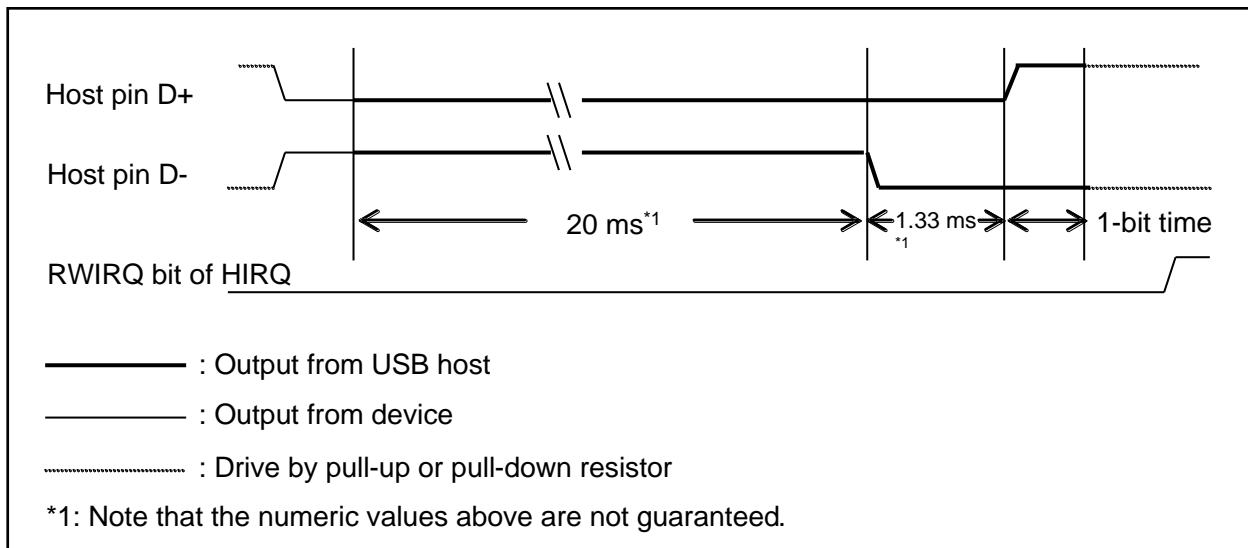 Host pin D+
Host pin D-
20 ms*1
1.33 ms
*1
1-bit time
RWIRQ bit of HIRQ
: Output from USB host
: Output from device
: Drive by pull-up or pull-down resistor
*1: Note that the numeric values above are not guaranteed.